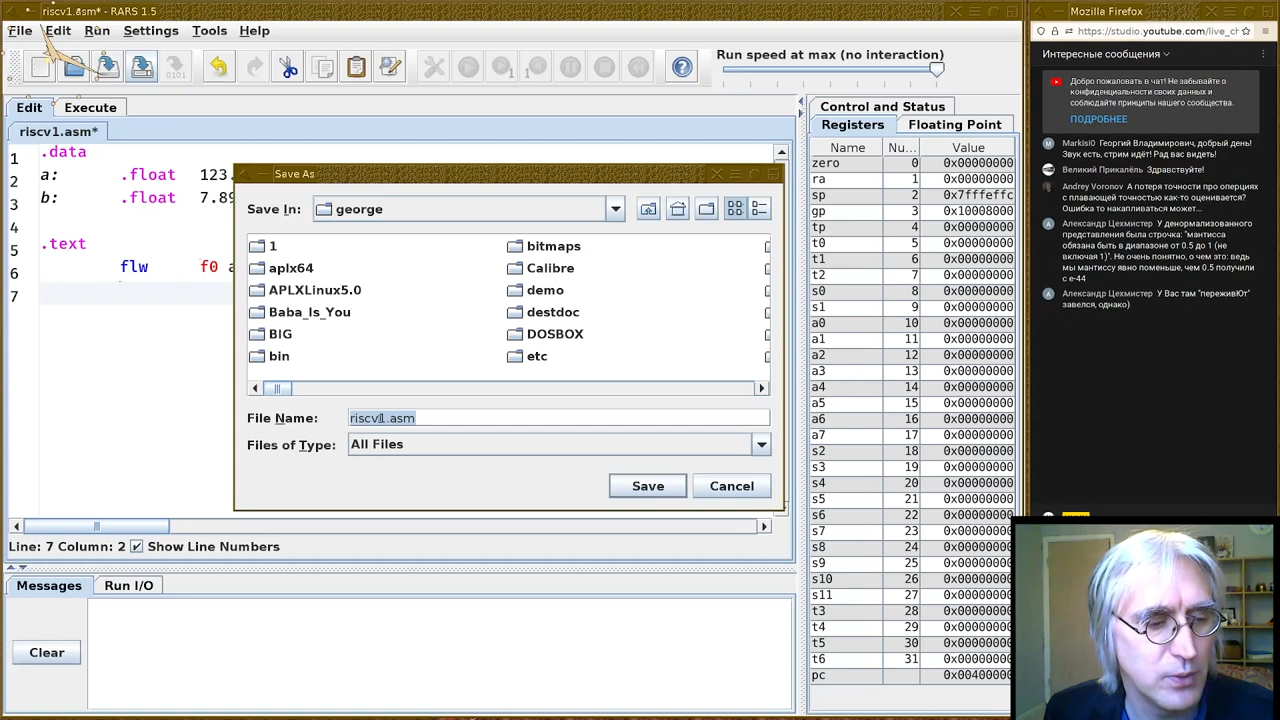 riscv1.asm* - RARS 1.5
File Edit Run Settings Tools Help
Run speed at max (no interaction)
Edit Execute
riscv1.asm*
1 .data
2 a: .float 123.
3 b: .float 7.89
4
5 .text
6 flw f0 a
7
Save As
Save In: george
1 bitmaps
aplx64 Calibre
APLXLinux5.0 demo
Baba_Is_You destdoc
BIG DOSBOX
bin etc
File Name: riscv1.asm
Files of Type: All Files
Save Cancel
Line: 7 Column: 2 Show Line Numbers
Messages Run I/O
Clear
Control and Status
Registers Floating Point
Name Nu... Value
zero 0 0x00000000
ra 1 0x00000000
sp 2 0x7fffeffc
gp 3 0x10008000
tp 4 0x00000000
t0 5 0x00000000
t1 6 0x00000000
t2 7 0x00000000
s0 8 0x00000000
s1 9 0x00000000
a0 10 0x00000000
a1 11 0x00000000
a2 12 0x00000000
a3 13 0x00000000
a4 14 0x00000000
a5 15 0x00000000
a6 16 0x00000000
a7 17 0x00000000
s2 18 0x00000000
s3 19 0x00000000
s4 20 0x00000000
s5 21 0x00000000
s6 22 0x00000000
s7 23 0x00000000
s8 24 0x00000000
s9 25 0x00000000
s10 26 0x00000000
s11 27 0x00000000
t3 28 0x00000000
t4 29 0x00000000
t5 30 0x00000000
t6 31 0x00000000
pc 0x00400000
Mozilla Firefox
https://studio.youtube.com/live_ch
Интересные сообщения
Добро пожаловать в чат! Не забывайте о
конфиденциальности своих данных и
соблюдайте принципы нашего сообщества.
ПОДРОБНЕЕ
Markisi0 Георгий Владимирович, добрый день!
Звук есть, стрим идёт! Рад вас видеть!
Великий Прикалёль Здравствуйте!
Andrey Voronov А потеря точности про оперциях
с плавающей точностью как-то оценивается?
Ошибка то накапливаться может...
Александр Цехмистер У денормализованного
представления была строчка: "мантисса
обязана быть в диапазоне от 0.5 до 1 (не
включая 1)". Не очень понятно, о чем это: ведь
мы мантиссу явно поменьше, чем 0.5 получили
с e-44
Александр Цехмистер У Вас там "переживЮт"
завелся, однако)